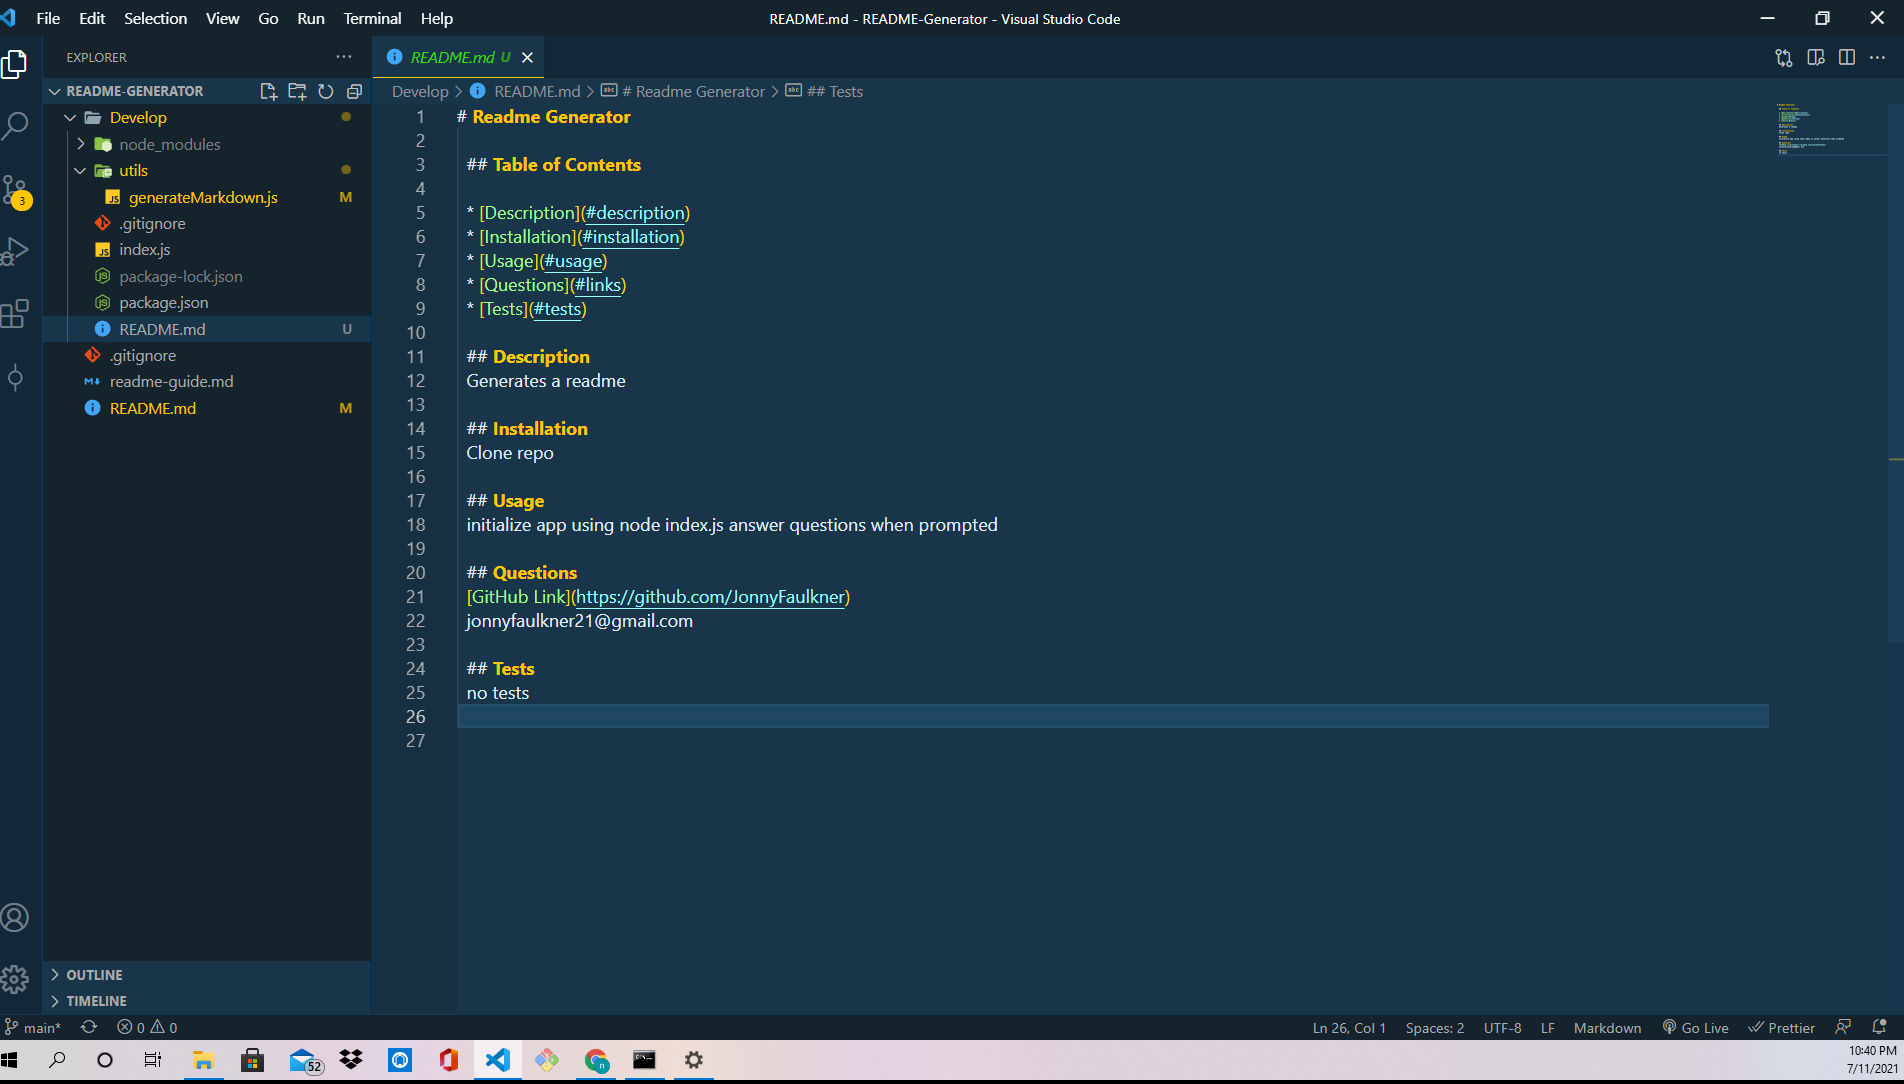 File Edit Selection View Go Run Terminal Help
README.md - README-Generator - Visual Studio Code
EXPLORER
README-GENERATOR
Develop
node_modules
utils
generateMarkdown.js M
.gitignore
index.js
package-lock.json
package.json
README.md U
.gitignore
readme-guide.md
README.md M
OUTLINE
TIMELINE
3
README.md U
Develop > README.md > # Readme Generator > ## Tests
1 # Readme Generator
2
3 ## Table of Contents
4
5 * [Description](#description)
6 * [Installation](#installation)
7 * [Usage](#usage)
8 * [Questions](#links)
9 * [Tests](#tests)
10
11 ## Description
12 Generates a readme
13
14 ## Installation
15 Clone repo
16
17 ## Usage
18 initialize app using node index.js answer questions when prompted
19
20 ## Questions
21 [GitHub Link](https://github.com/JonnyFaulkner)
22 jonnyfaulkner21@gmail.com
23
24 ## Tests
25 no tests
26
27
main* 0 0 Ln 26, Col 1 Spaces: 2 UTF-8 LF Markdown Go Live Prettier
52
10:40 PM
7/11/2021